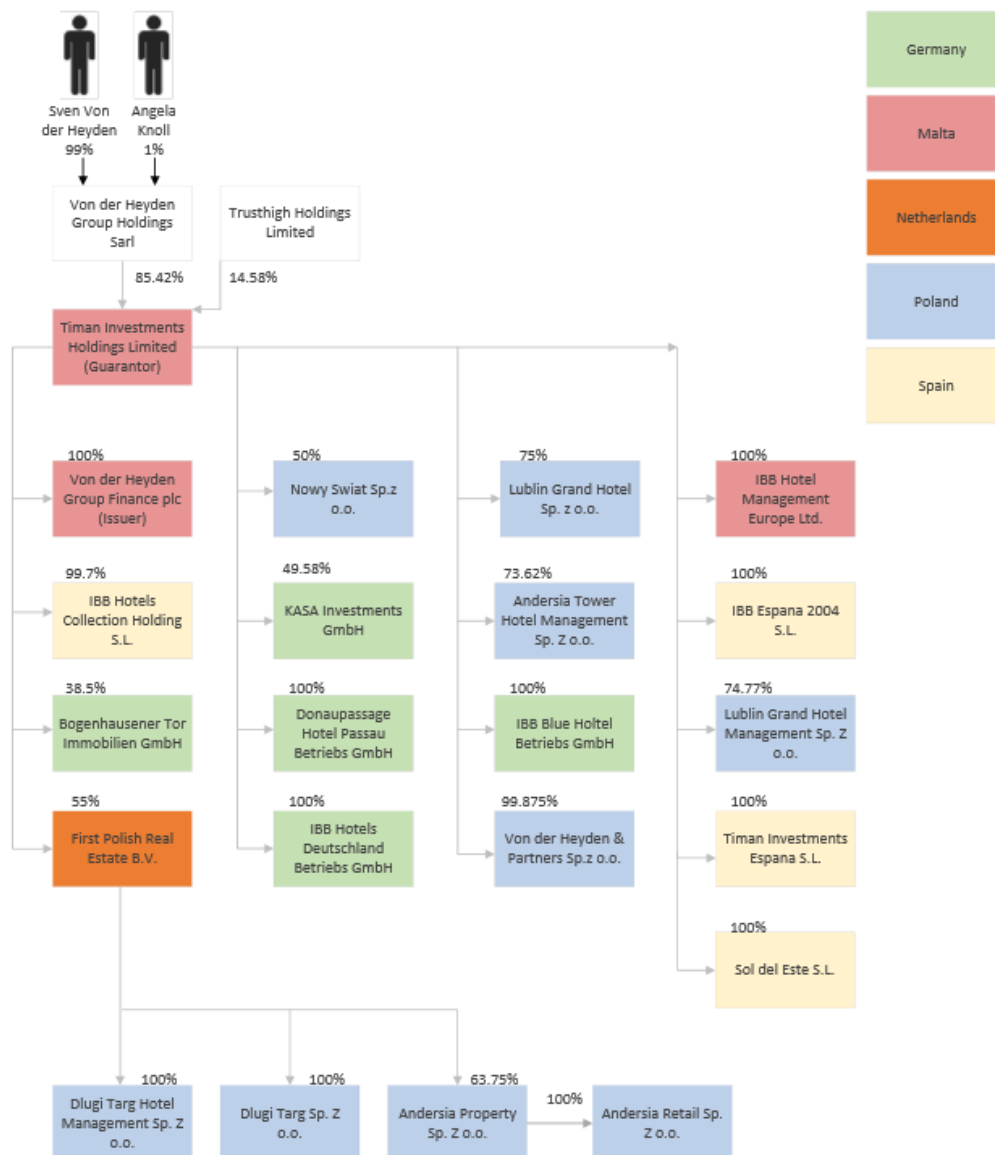 Sven Von
der Heyden
99%
Angela
Knoll
1%
Germany
Malta
Netherlands
Poland
Spain
Von der Heyden
Group Holdings
Sarl
Trusthigh Holdings
Limited
85.42%
14.58%
Timan Investments
Holdings Limited
(Guarantor)
100%
Von der Heyden
Group Finance plc
(Issuer)
50%
Nowy Swiat Sp.z
o.o.
75%
Lublin Grand Hotel
Sp. z o.o.
100%
IBB Hotel
Management
Europe Ltd.
99.7%
IBB Hotels
Collection Holding
S.L.
49.58%
KASA Investments
GmbH
73.62%
Andersia Tower
Hotel Management
Sp. Z o.o.
100%
IBB Espana 2004
S.L.
38.5%
Bogenhausener Tor
Immobilien GmbH
100%
Donaupassage
Hotel Passau
Betriebs GmbH
100%
IBB Blue Holtel
Betriebs GmbH
74.77%
Lublin Grand Hotel
Management Sp. Z
o.o.
55%
First Polish Real
Estate B.V.
100%
IBB Hotels
Deutschland
Betriebs GmbH
99.875%
Von der Heyden &
Partners Sp.z o.o.
100%
Timan Investments
Espana S.L.
100%
Sol del Este S.L.
100%
Dlugi Targ Hotel
Management Sp. Z
o.o.
100%
Dlugi Targ Sp. Z
o.o.
63.75%
Andersia Property
Sp. Z o.o.
100%
Andersia Retail Sp.
Z o.o.